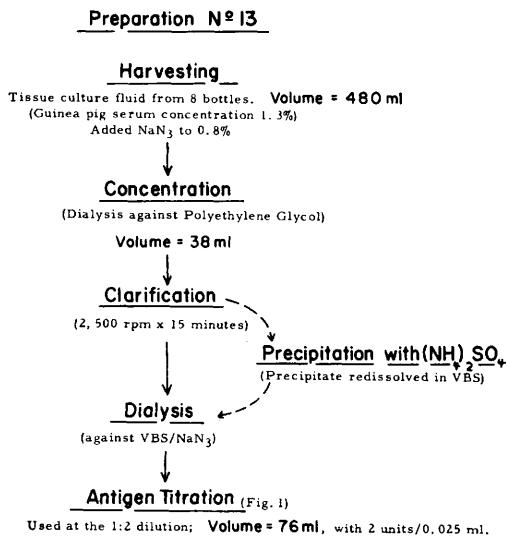 Preparation Nº 13
Harvesting
Tissue culture fluid from 8 bottles. Volume = 480 ml
(Guinea pig serum concentration 1.3%)
Added NaN₃ to 0.8%
Concentration
(Dialysis against Polyethylene Glycol)
Volume = 38 ml
Clarification
(2,500 rpm x 15 minutes)
Precipitation with (NH₄)₂SO₄
(Precipitate redissolved in VBS)
Dialysis
(against VBS/NaN₃)
Antigen Titration (Fig. 1)
Used at the 1:2 dilution; Volume = 76 ml, with 2 units/0.025 ml.